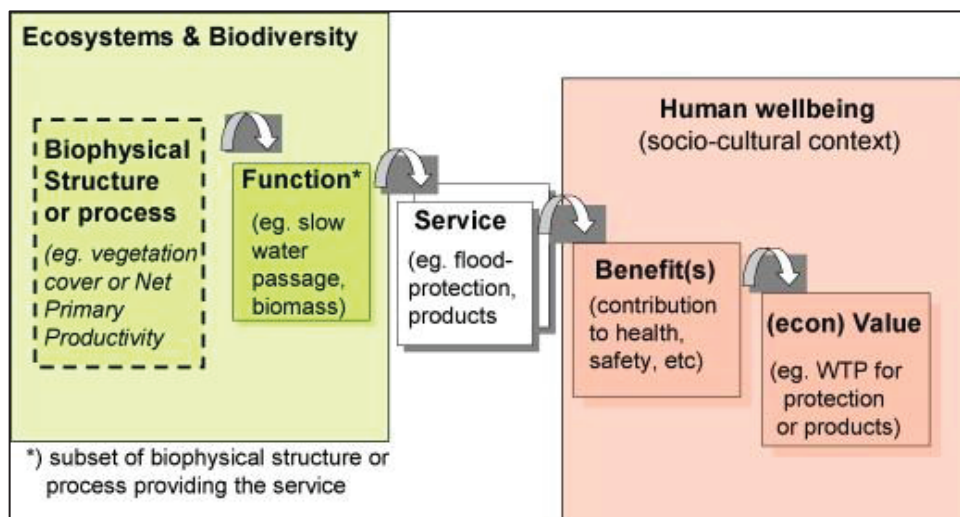 Ecosystems & Biodiversity
Biophysical
Structure
or process
(eg. vegetation
cover or Net
Primary
Productivity
Function*
(eg. slow
water
passage,
biomass)
Service
(eg. flood-
protection,
products
Human wellbeing
(socio-cultural context)
Benefit(s)
(contribution
to health,
safety, etc)
(econ) Value
(eg. WTP for
protection
or products)
*) subset of biophysical structure or
process providing the service